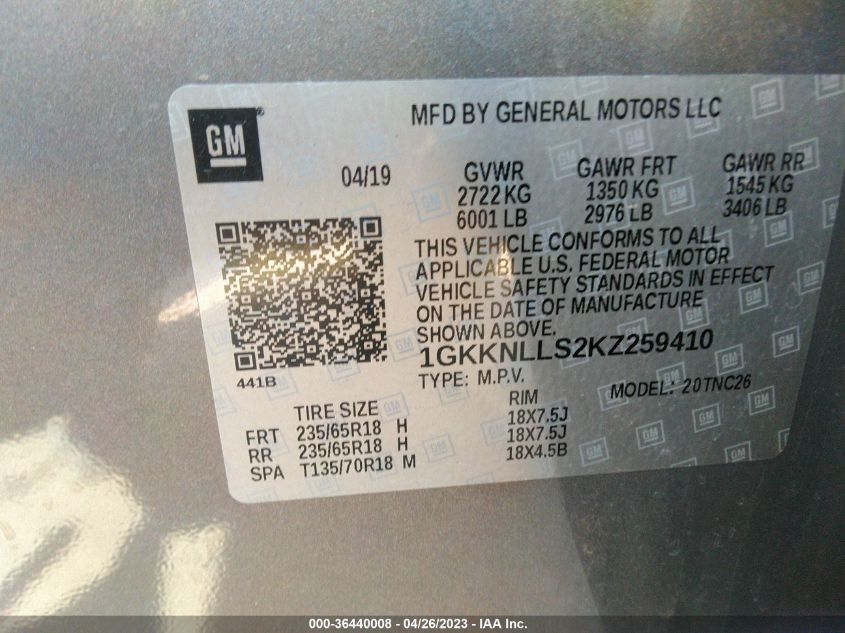 MFD BY GENERAL MOTORS LLC
GM
04/19
GVWR GAWR FRT GAWR RR
2722 KG 1350 KG 1545 KG
6001 LB 2976 LB 3406 LB
THIS VEHICLE CONFORMS TO ALL
APPLICABLE U.S. FEDERAL MOTOR
VEHICLE SAFETY STANDARDS IN EFFECT
ON THE DATE OF MANUFACTURE
SHOWN ABOVE.
1GKKNLLS2KZ259410
441B
TYPE: M.P.V. MODEL: 20TNC26
TIRE SIZE RIM
FRT 235/65R18 H 18X7.5J
RR 235/65R18 H 18X7.5J
SPA T135/70R18 M 18X4.5B
000-36440008 - 04/26/2023 - IAA Inc.